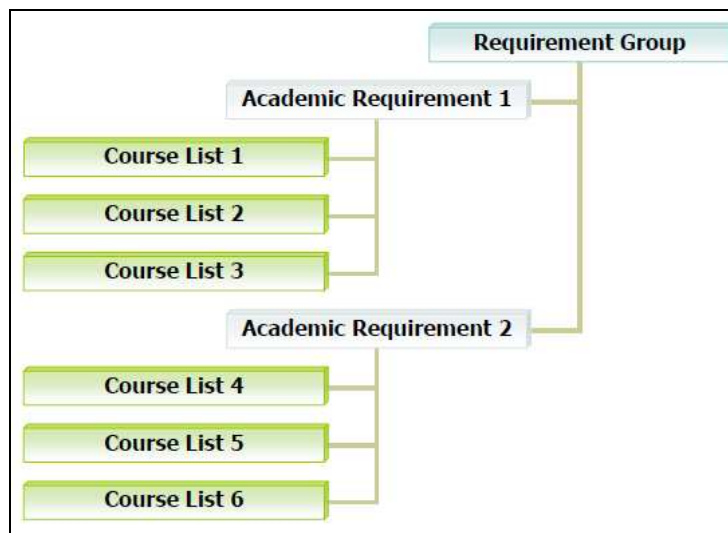 Requirement Group
Academic Requirement 1
Course List 1
Course List 2
Course List 3
Academic Requirement 2
Course List 4
Course List 5
Course List 6